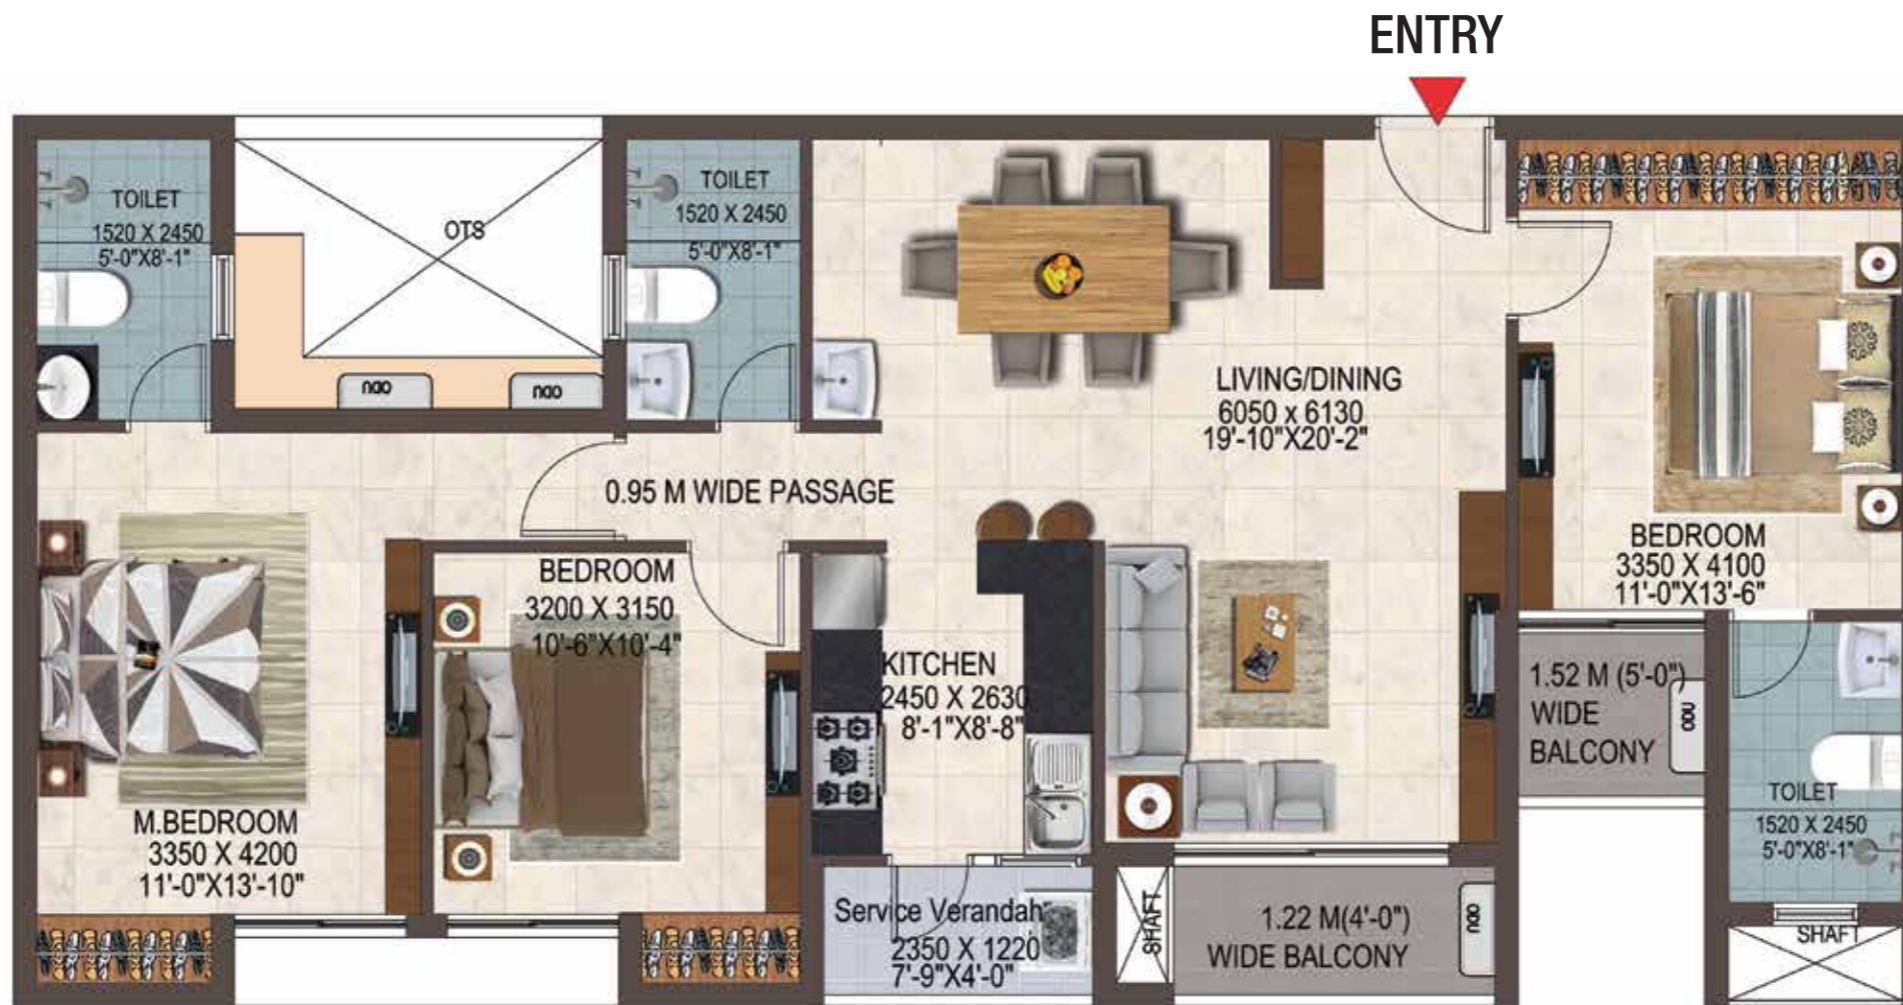 ENTRY
TOILET
1520 X 2450
5'-0"X8'-1"
OTS
ODU
ODU
TOILET
1520 X 2450
5'-0"X8'-1"
LIVING/DINING
6050 x 6130
19'-10"X20'-2"
0.95 M WIDE PASSAGE
BEDROOM
3350 X 4100
11'-0"X13'-6"
BEDROOM
3200 X 3150
10'-6"X10'-4"
KITCHEN
2450 X 2630
8'-1"X8'-8"
1.52 M (5'-0")
WIDE
BALCONY
ODU
M.BEDROOM
3350 X 4200
11'-0"X13'-10"
TOILET
1520 X 2450
5'-0"X8'-1"
Service Verandah
2350 X 1220
7'-9"X4'-0"
SHAFT
1.22 M(4'-0")
WIDE BALCONY
ODU
SHAFT